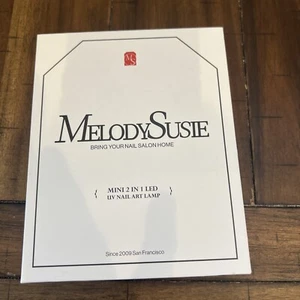 MELODYSUSIE
BRING YOUR NAIL SALON HOME
MINI 2 IN 1 LED
UV NAIL ART LAMP
Since 2009 San Francisco